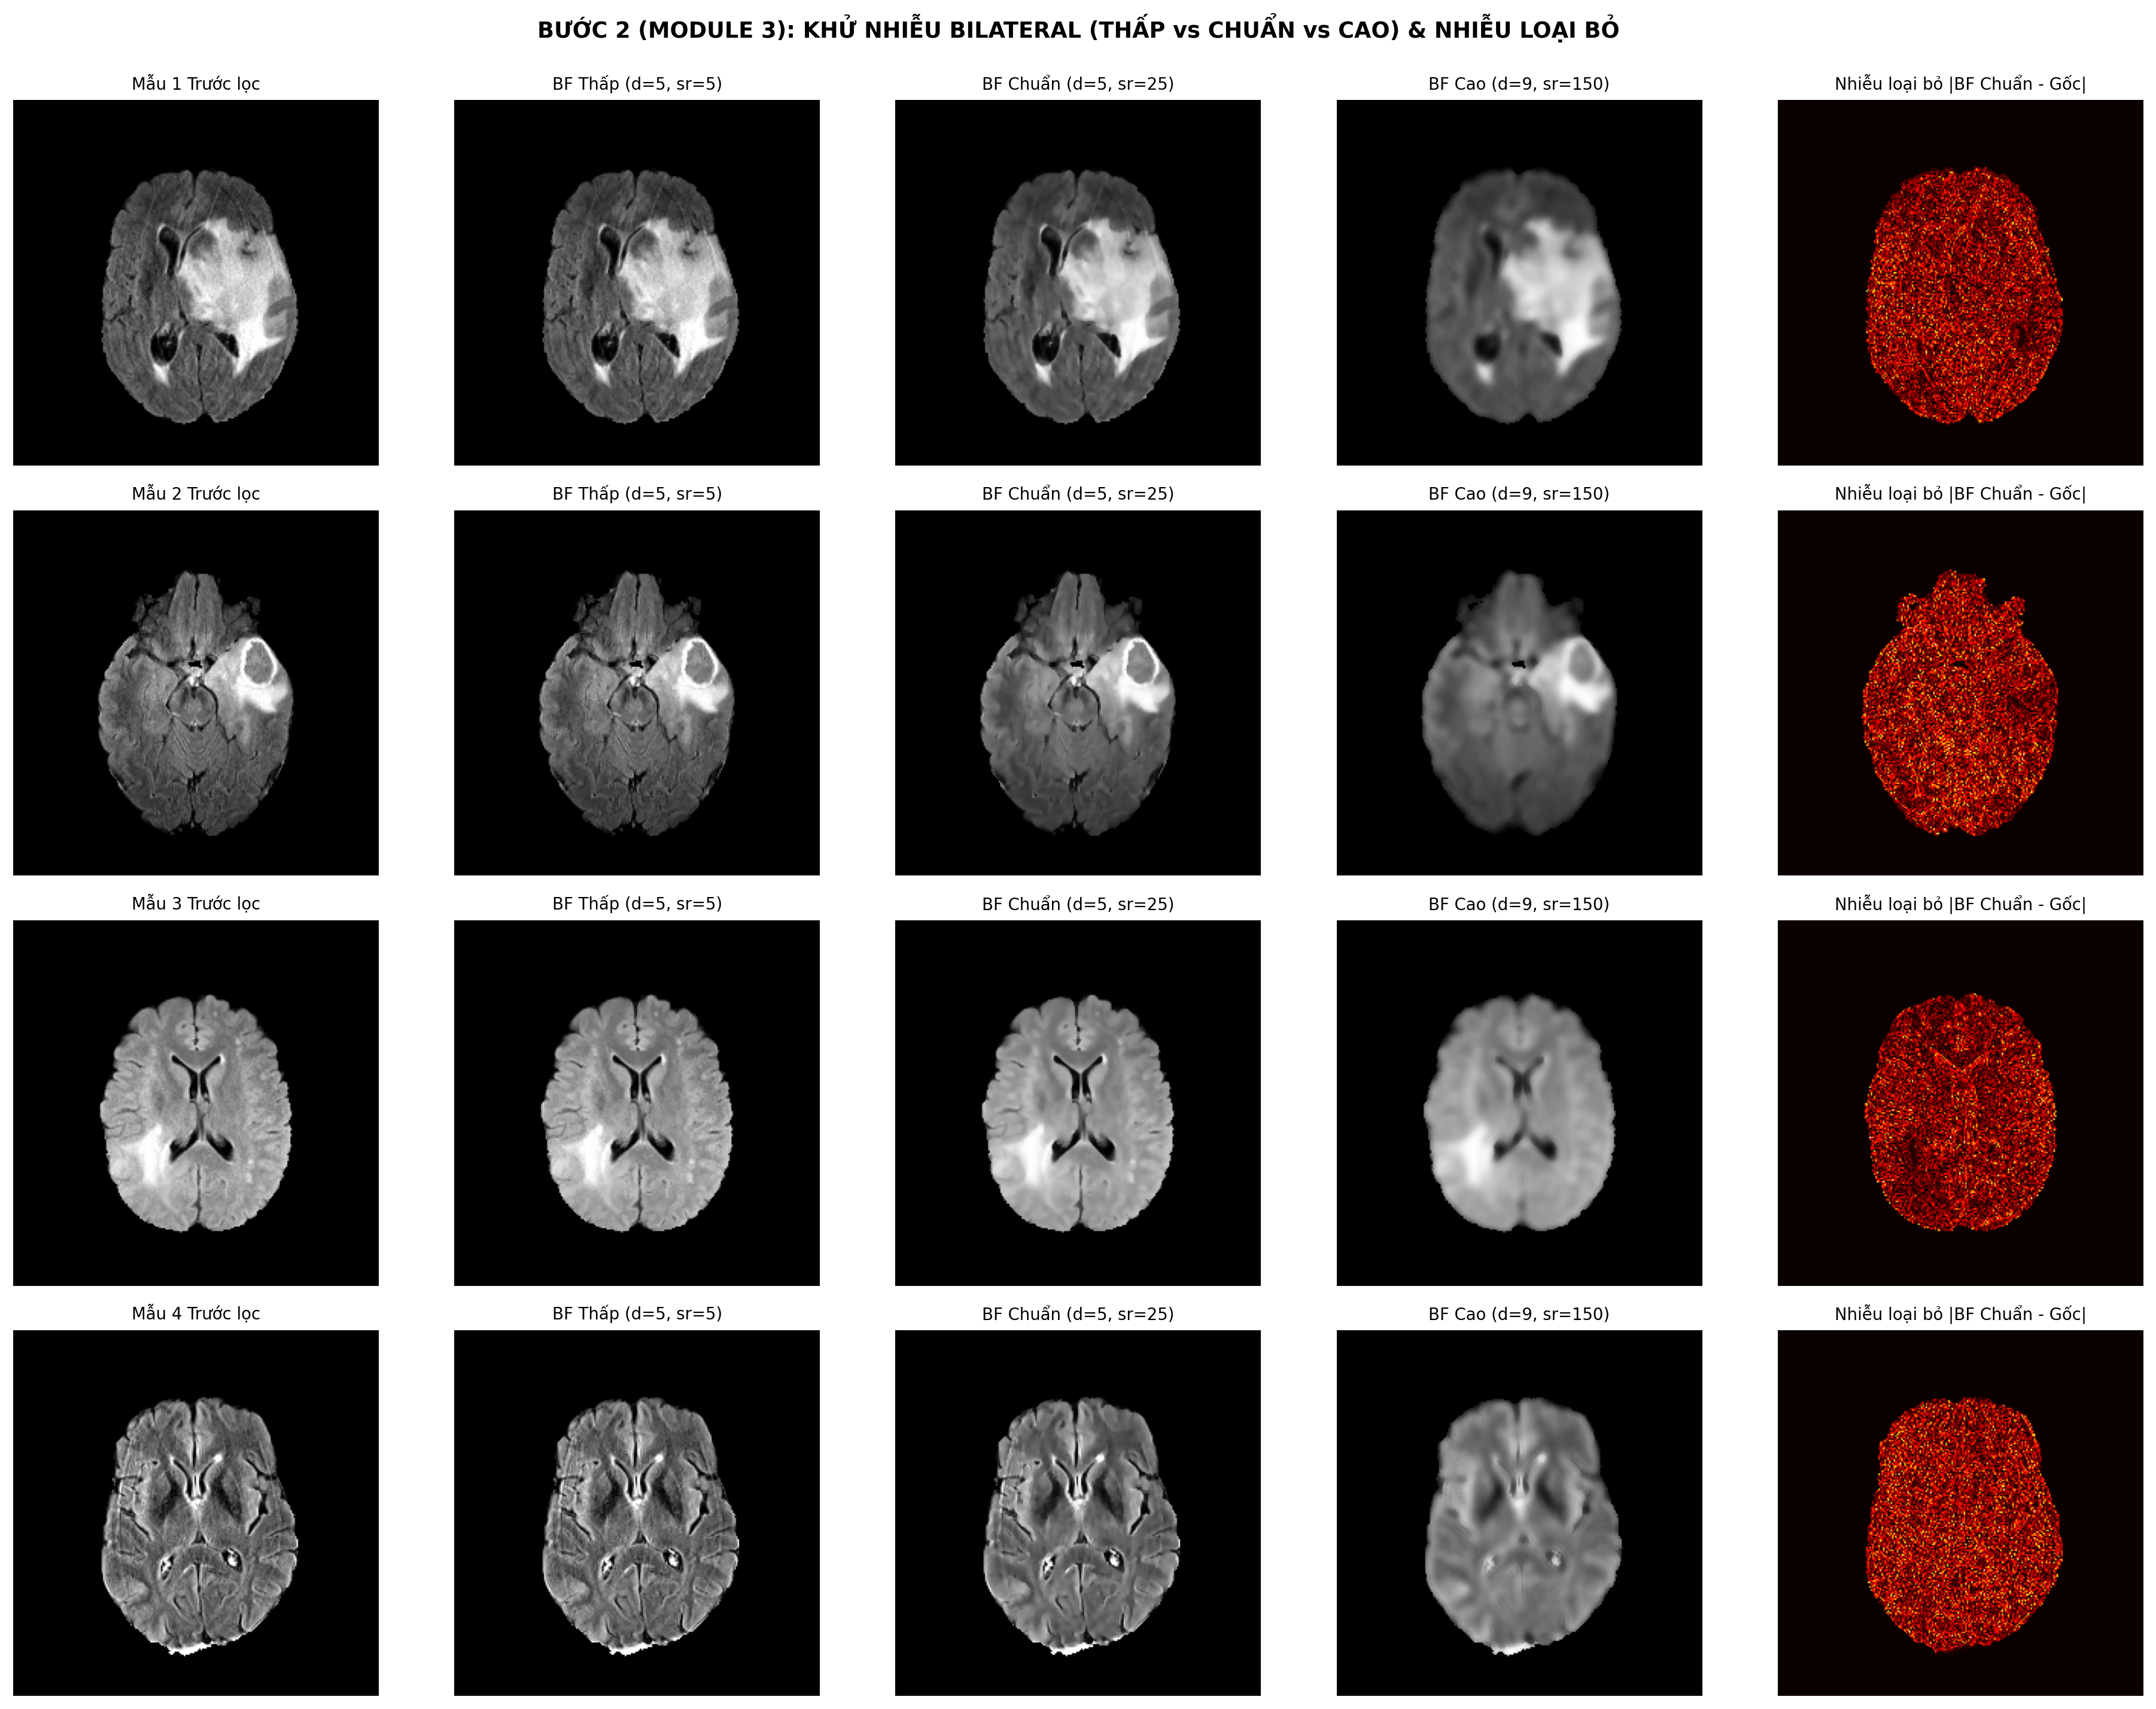 BƯỚC 2 (MODULE 3): KHỬ NHIỄU BILATERAL (THẤP vs CHUẨN vs CAO) & NHIỄU LOẠI BỎ
Mẫu 1 Trước lọc
BF Thấp (d=5, sr=5)
BF Chuẩn (d=5, sr=25)
BF Cao (d=9, sr=150)
Nhiễu loại bỏ |BF Chuẩn - Gốc|
Mẫu 2 Trước lọc
BF Thấp (d=5, sr=5)
BF Chuẩn (d=5, sr=25)
BF Cao (d=9, sr=150)
Nhiễu loại bỏ |BF Chuẩn - Gốc|
Mẫu 3 Trước lọc
BF Thấp (d=5, sr=5)
BF Chuẩn (d=5, sr=25)
BF Cao (d=9, sr=150)
Nhiễu loại bỏ |BF Chuẩn - Gốc|
Mẫu 4 Trước lọc
BF Thấp (d=5, sr=5)
BF Chuẩn (d=5, sr=25)
BF Cao (d=9, sr=150)
Nhiễu loại bỏ |BF Chuẩn - Gốc|